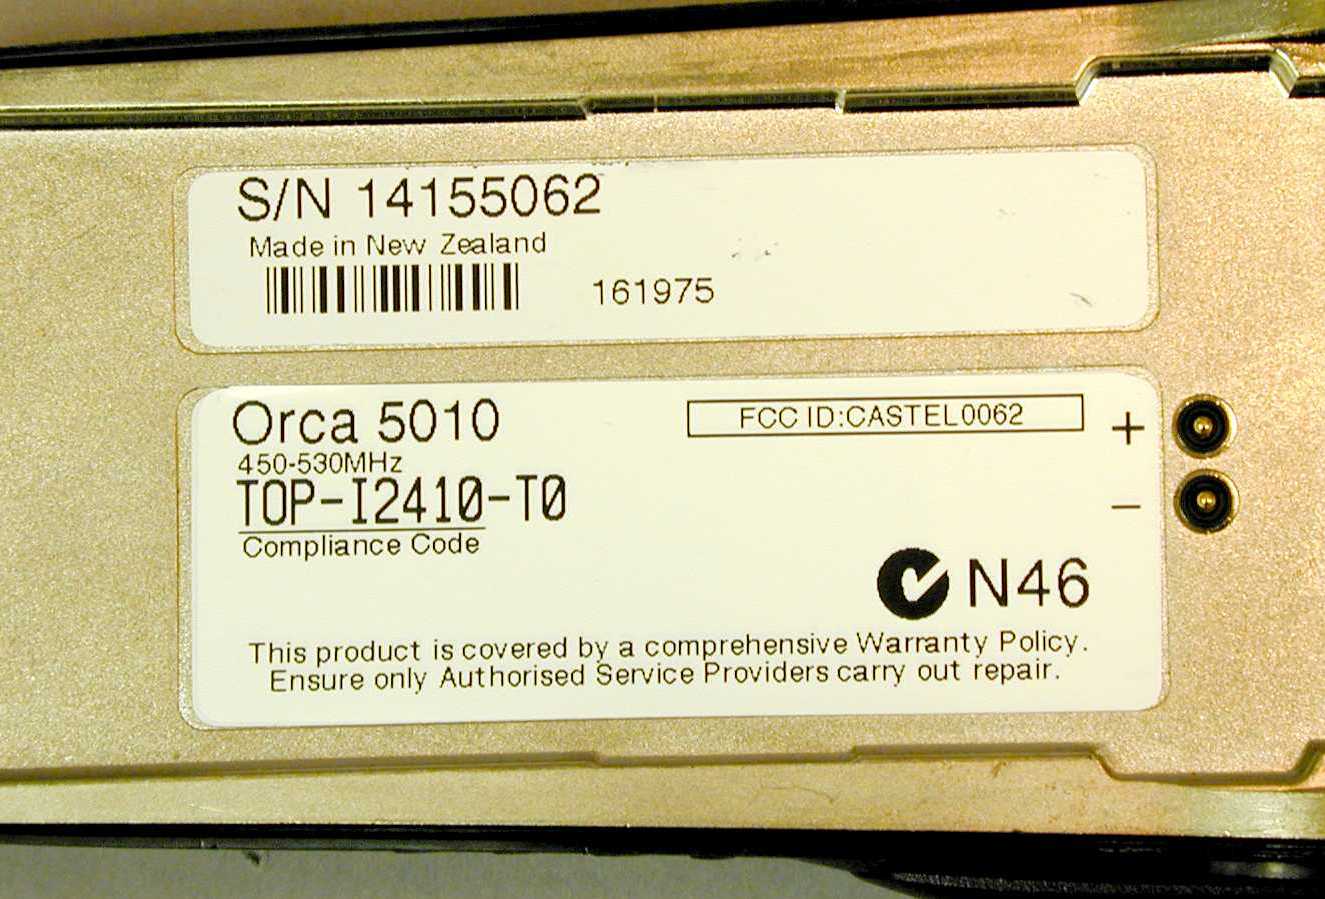 S/N 14155062
Made in New Zealand
161975
Orca 5010
FCC ID:CASTEL0062
+
450-530MHz
TOP-I2410-T0
−
Compliance Code
N46
This product is covered by a comprehensive Warranty Policy.
Ensure only Authorised Service Providers carry out repair.